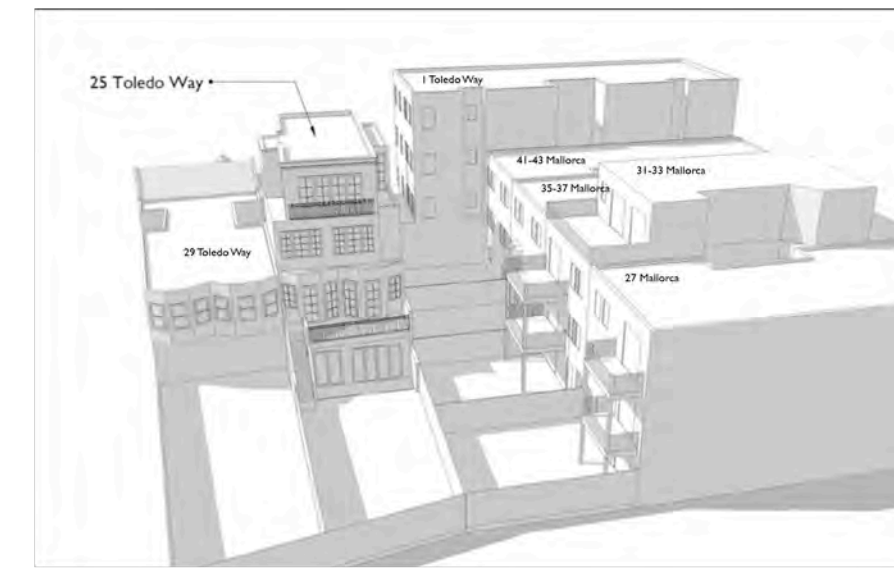 1 Toledo Way
25 Toledo Way
41-43 Mallorca
31-33 Mallorca
35-37 Mallorca
29 Toledo Way
27 Mallorca